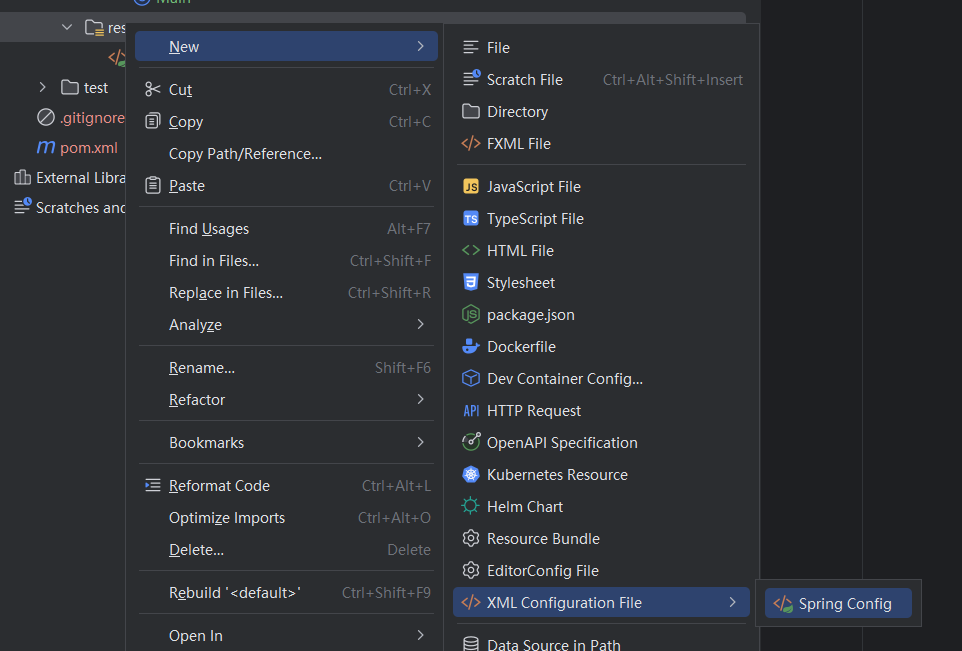 Main
res
test
.gitignore
pom.xml
External Libra
Scratches and
New
Cut Ctrl+X
Copy Ctrl+C
Copy Path/Reference...
Paste Ctrl+V
Find Usages Alt+F7
Find in Files... Ctrl+Shift+F
Replace in Files... Ctrl+Shift+R
Analyze
Rename... Shift+F6
Refactor
Bookmarks
Reformat Code Ctrl+Alt+L
Optimize Imports Ctrl+Alt+O
Delete... Delete
Rebuild '<default>' Ctrl+Shift+F9
Open In
File
Scratch File Ctrl+Alt+Shift+Insert
Directory
FXML File
JS JavaScript File
TS TypeScript File
HTML File
Stylesheet
package.json
Dockerfile
Dev Container Config...
API HTTP Request
OpenAPI Specification
Kubernetes Resource
Helm Chart
Resource Bundle
EditorConfig File
XML Configuration File
Data Source in Path
Spring Config